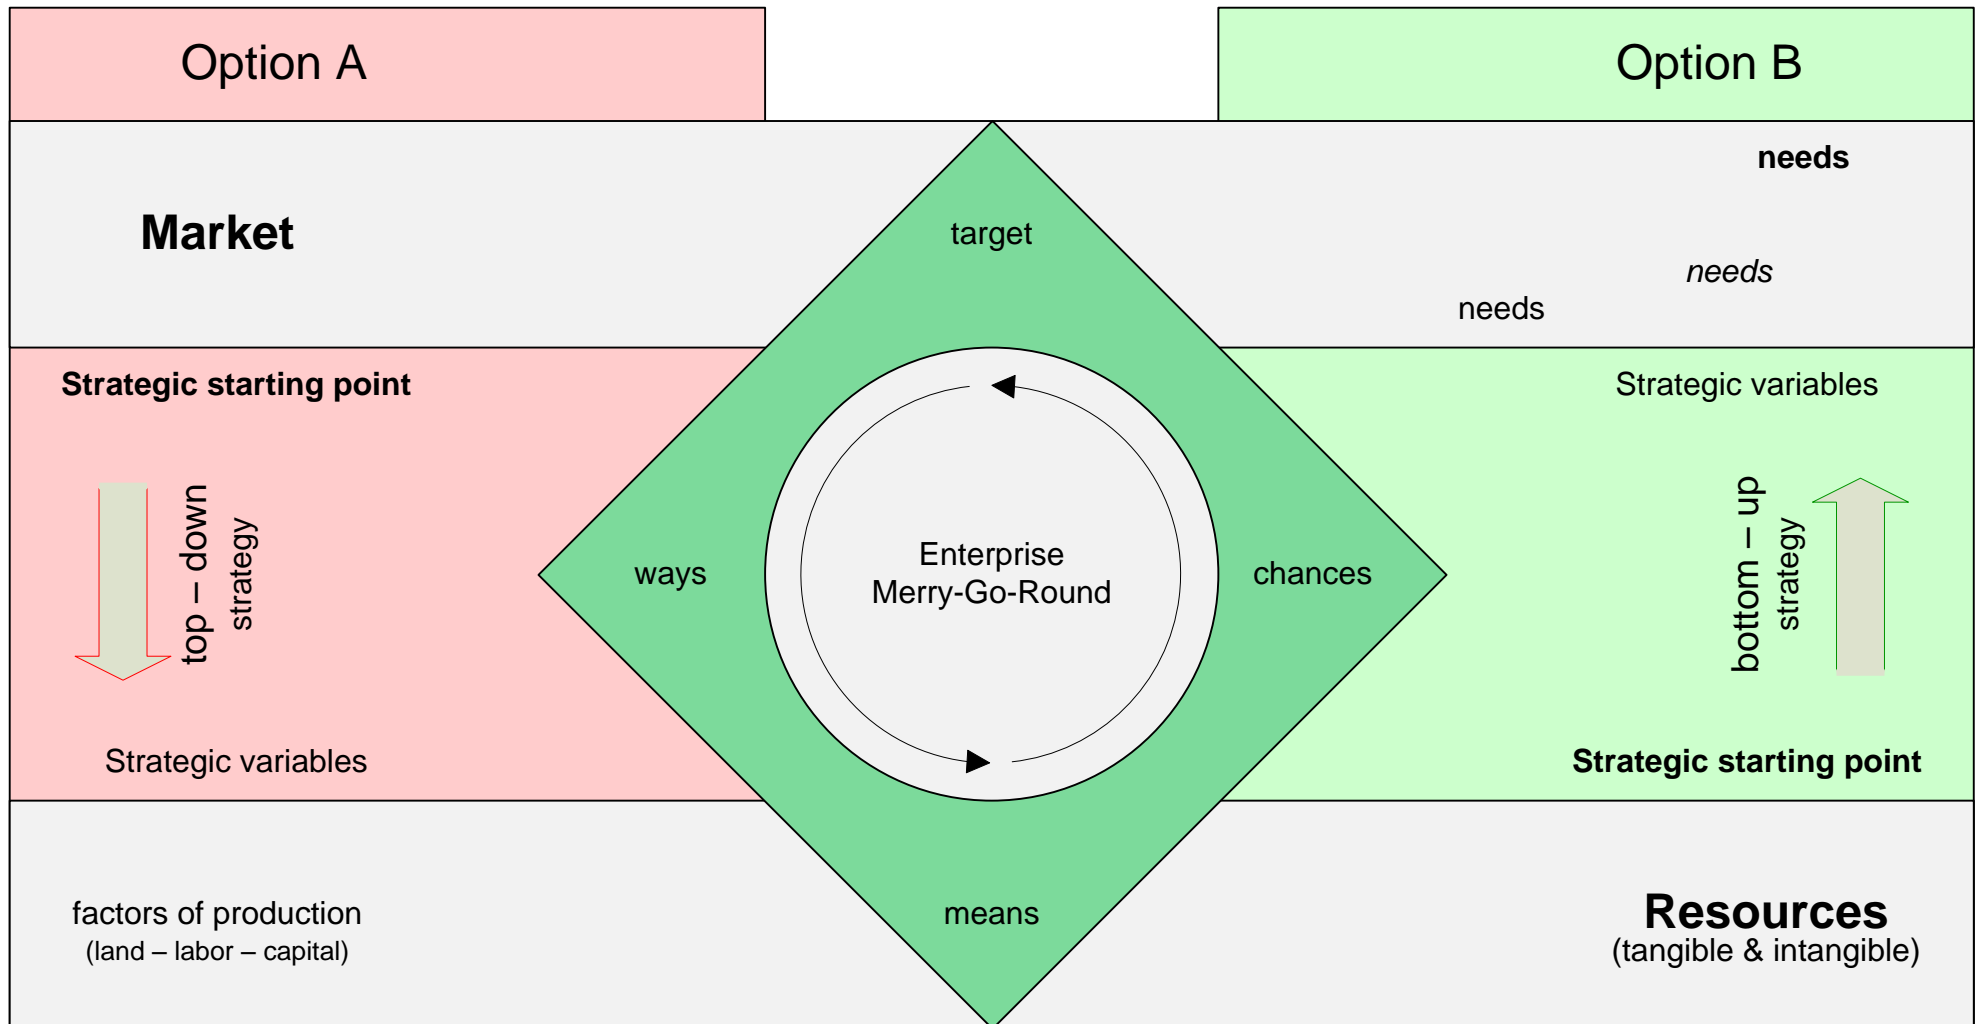 Option A
Option B
needs
Market
target
needs
needs
Strategic starting point
Strategic variables
top – down
strategy
ways
Enterprise
Merry-Go-Round
chances
bottom – up
strategy
Strategic variables
Strategic starting point
factors of production
(land – labor – capital)
means
Resources
(tangible & intangible)